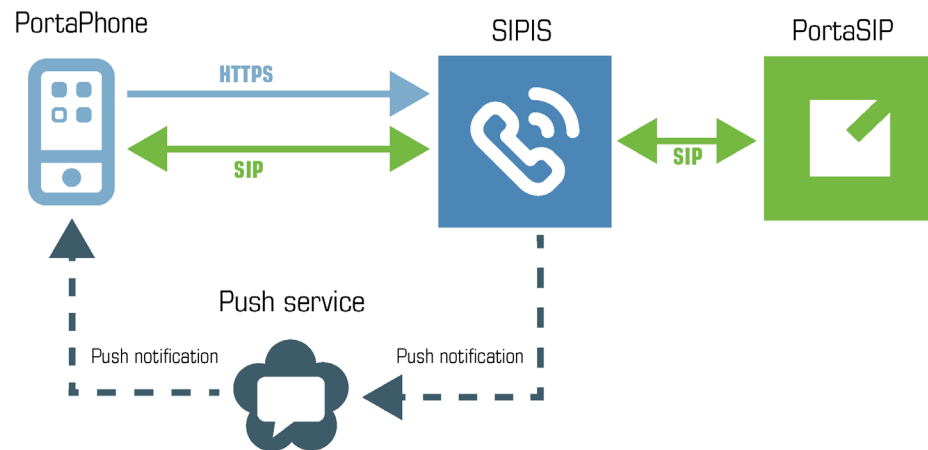 PortaPhone
SIPIS
PortaSIP
HTTPS
SIP
SIP
Push service
Push notification
Push notification